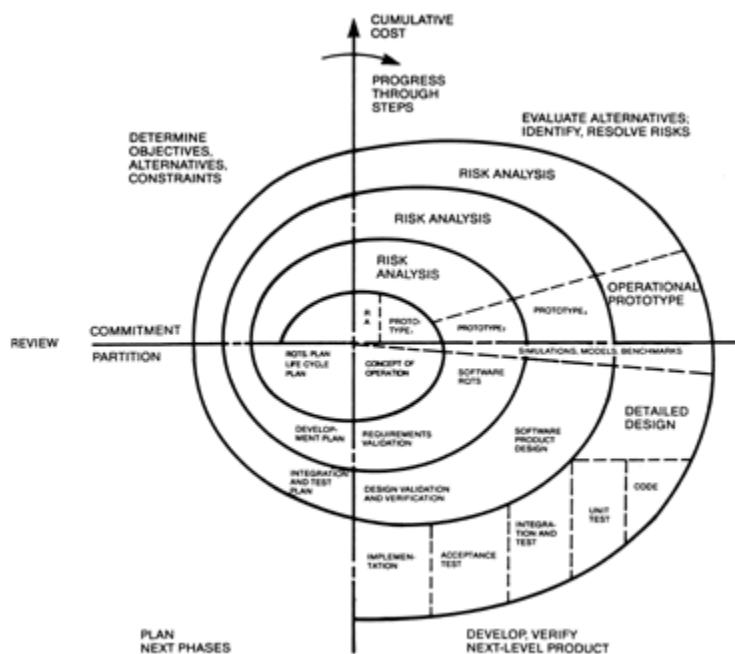 CUMULATIVE
COST
PROGRESS
THROUGH
STEPS
DETERMINE
OBJECTIVES,
ALTERNATIVES,
CONSTRAINTS
EVALUATE ALTERNATIVES;
IDENTIFY, RESOLVE RISKS
RISK ANALYSIS
RISK ANALYSIS
RISK
ANALYSIS
R.
A.
PROTO-
TYPE₁
PROTOTYPE₂
PROTOTYPE₃
OPERATIONAL
PROTOTYPE
REVIEW
COMMITMENT
PARTITION
RQTS. PLAN
LIFE CYCLE
PLAN
CONCEPT OF
OPERATION
SIMULATIONS, MODELS, BENCHMARKS
SOFTWARE
RQTS
DETAILED
DESIGN
DEVELOP-
MENT PLAN
REQUIREMENTS
VALIDATION
SOFTWARE
PRODUCT
DESIGN
INTEGRATION
AND TEST
PLAN
DESIGN VALIDATION
AND VERIFICATION
CODE
UNIT
TEST
INTEGRA-
TION AND
TEST
ACCEPTANCE
TEST
IMPLEMEN-
TATION
PLAN
NEXT PHASES
DEVELOP, VERIFY
NEXT-LEVEL PRODUCT